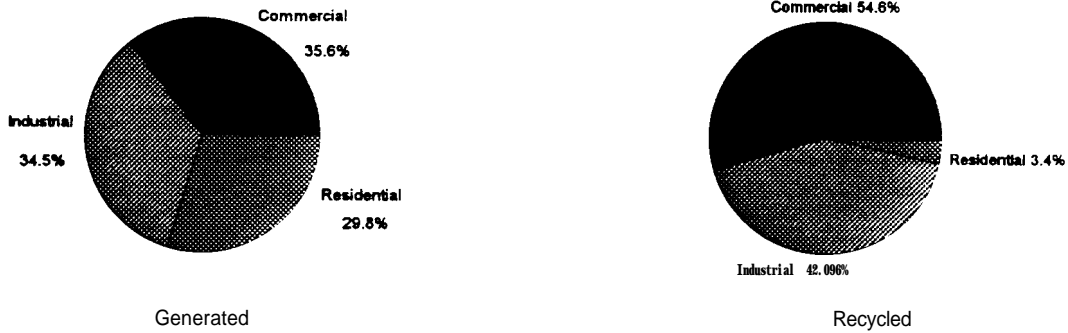 Commercial
35.6%
Industrial
34.5%
Residential
29.8%
Generated
Commercial 54.6%
Residential 3.4%
Industrial 42.096%
Recycled